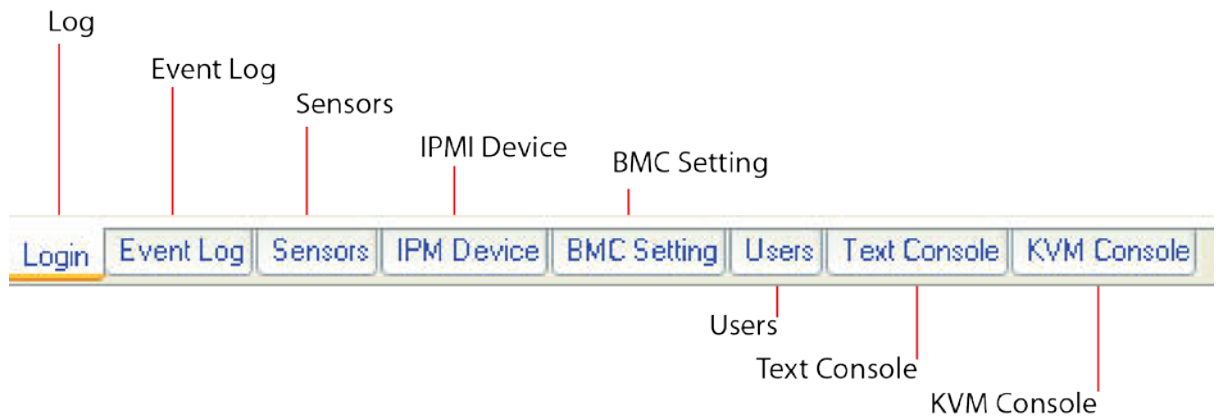 Log
Event Log
Sensors
IPMI Device
BMC Setting
Login Event Log Sensors IPM Device BMC Setting Users Text Console KVM Console
Users
Text Console
KVM Console